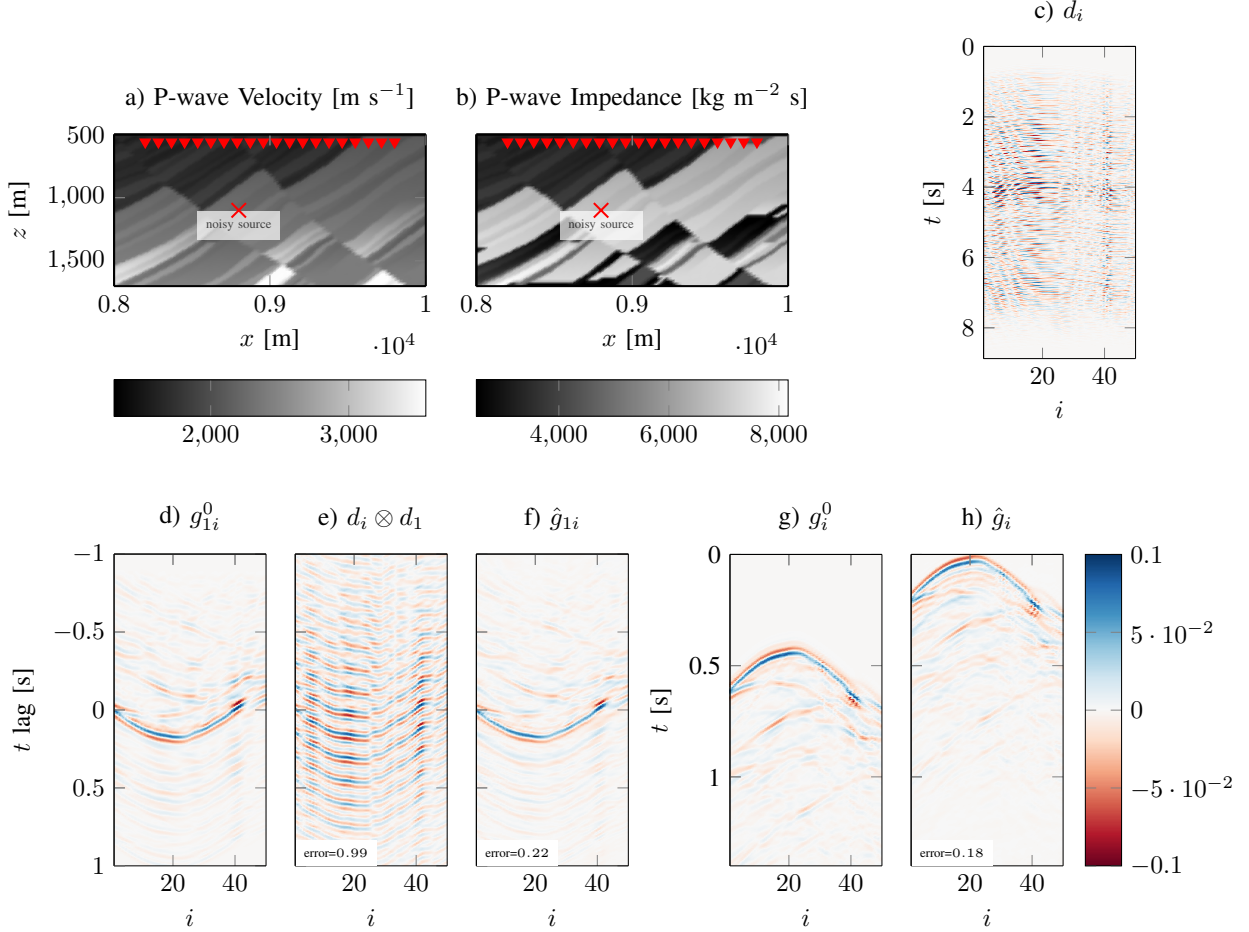 c) d_i
0
2
4
6
8
t [s]
20 40
i
a) P-wave Velocity [m s^−1]
b) P-wave Impedance [kg m^−2 s]
500
1,000
1,500
z [m]
noisy source
noisy source
0.8 0.9 1
0.8 0.9 1
x [m]
x [m]
·10^4
·10^4
2,000 3,000
4,000 6,000 8,000
d) g^0_{1i}
e) d_i ⊗ d_1
f) ĝ_{1i}
g) g^0_i
h) ĝ_i
−1
−0.5
0
0.5
1
t lag [s]
error=0.99
error=0.22
20 40
20 40
20 40
i
i
i
0
0.5
1
t [s]
error=0.18
20 40
20 40
i
i
0.1
5 · 10^−2
0
−5 · 10^−2
−0.1